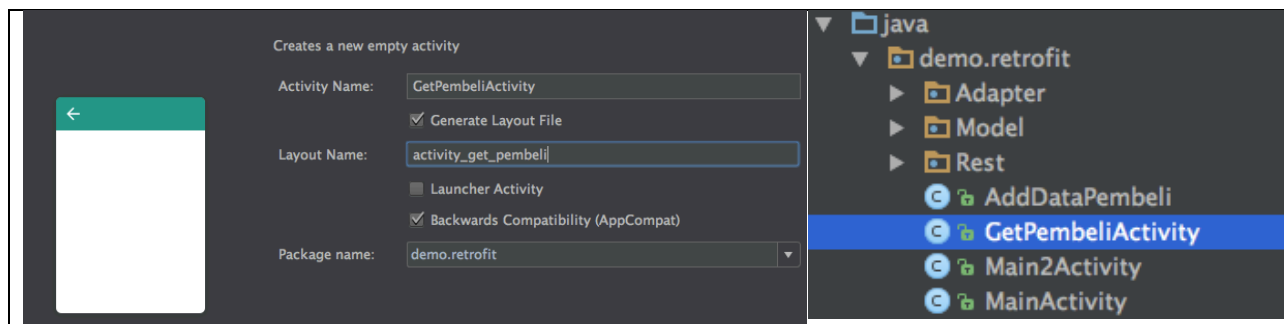 Creates a new empty activity
Activity Name: GetPembeliActivity
Generate Layout File
Layout Name: activity_get_pembeli
Launcher Activity
Backwards Compatibility (AppCompat)
Package name: demo.retrofit
java
demo.retrofit
Adapter
Model
Rest
AddDataPembeli
GetPembeliActivity
Main2Activity
MainActivity